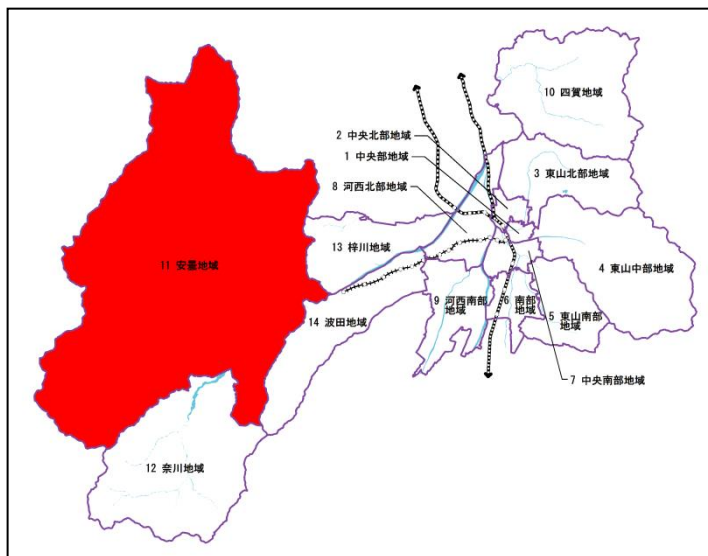 10 四賀地域
2 中央北部地域
1 中央部地域
3 東山北部地域
8 河西北部地域
13 梓川地域
11 安曇地域
4 東山中部地域
9 河西南部
地域
6 南部
地域
5 東山南部
地域
14 波田地域
7 中央南部地域
12 奈川地域